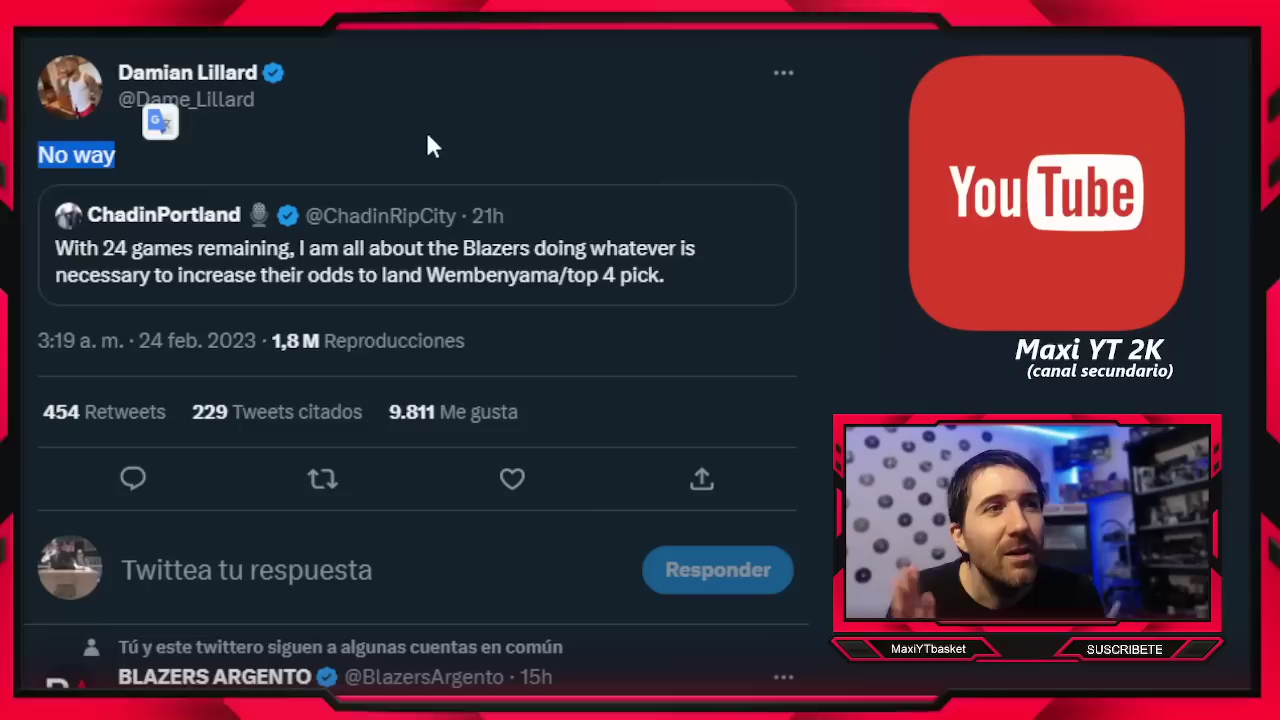 Damian Lillard
@Dame_Lillard
No way
ChadinPortland @ChadinRipCity · 21h
With 24 games remaining, I am all about the Blazers doing whatever is
necessary to increase their odds to land Wembenyama/top 4 pick.
3:19 a. m. · 24 feb. 2023 · 1,8 M Reproducciones
454 Retweets 229 Tweets citados 9.811 Me gusta
Twittea tu respuesta
Responder
Tú y este twittero siguen a algunas cuentas en común
BLAZERS ARGENTO @BlazersArgento · 15h
YouTube
Maxi YT 2K
(canal secundario)
MaxiYTbasket
SUSCRIBETE